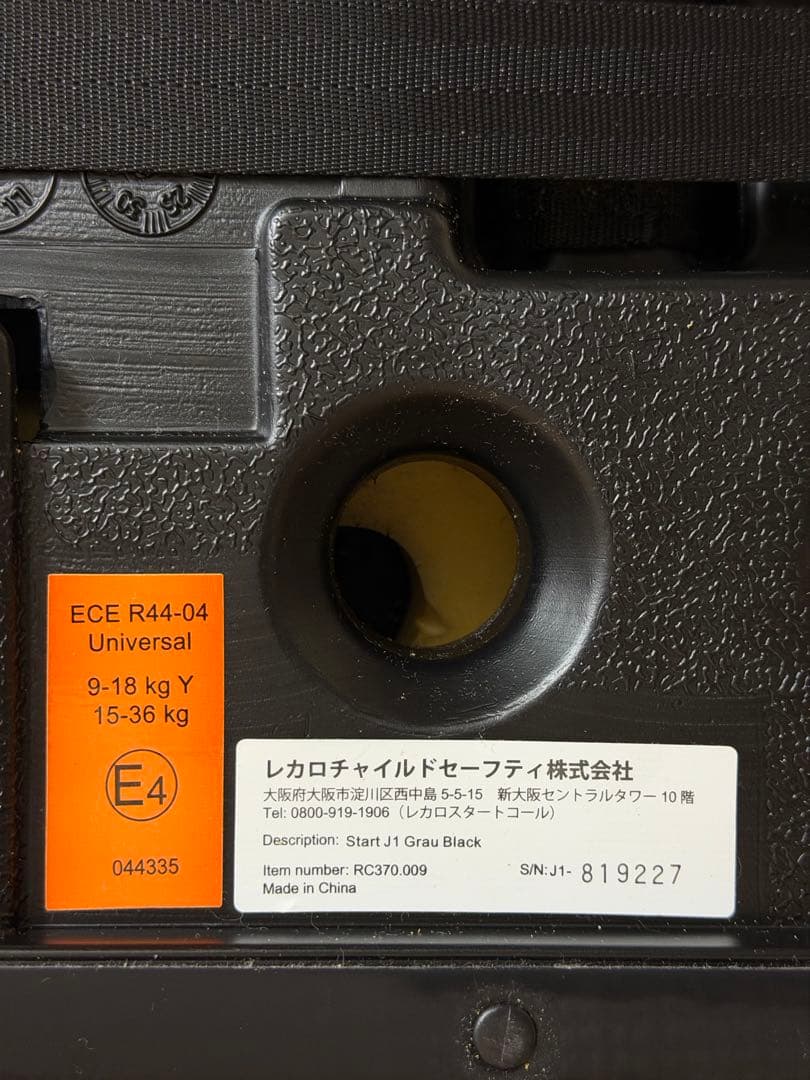 11
25
30
ECE R44-04
Universal
9-18 kg Y
15-36 kg
E4
044335
レカロチャイルドセーフティ株式会社
大阪府大阪市淀川区西中島 5-5-15 新大阪セントラルタワー 10 階
Tel: 0800-919-1906（レカロスタートコール）
Description: Start J1 Grau Black
Item number: RC370.009
S/N: J1- 819227
Made in China